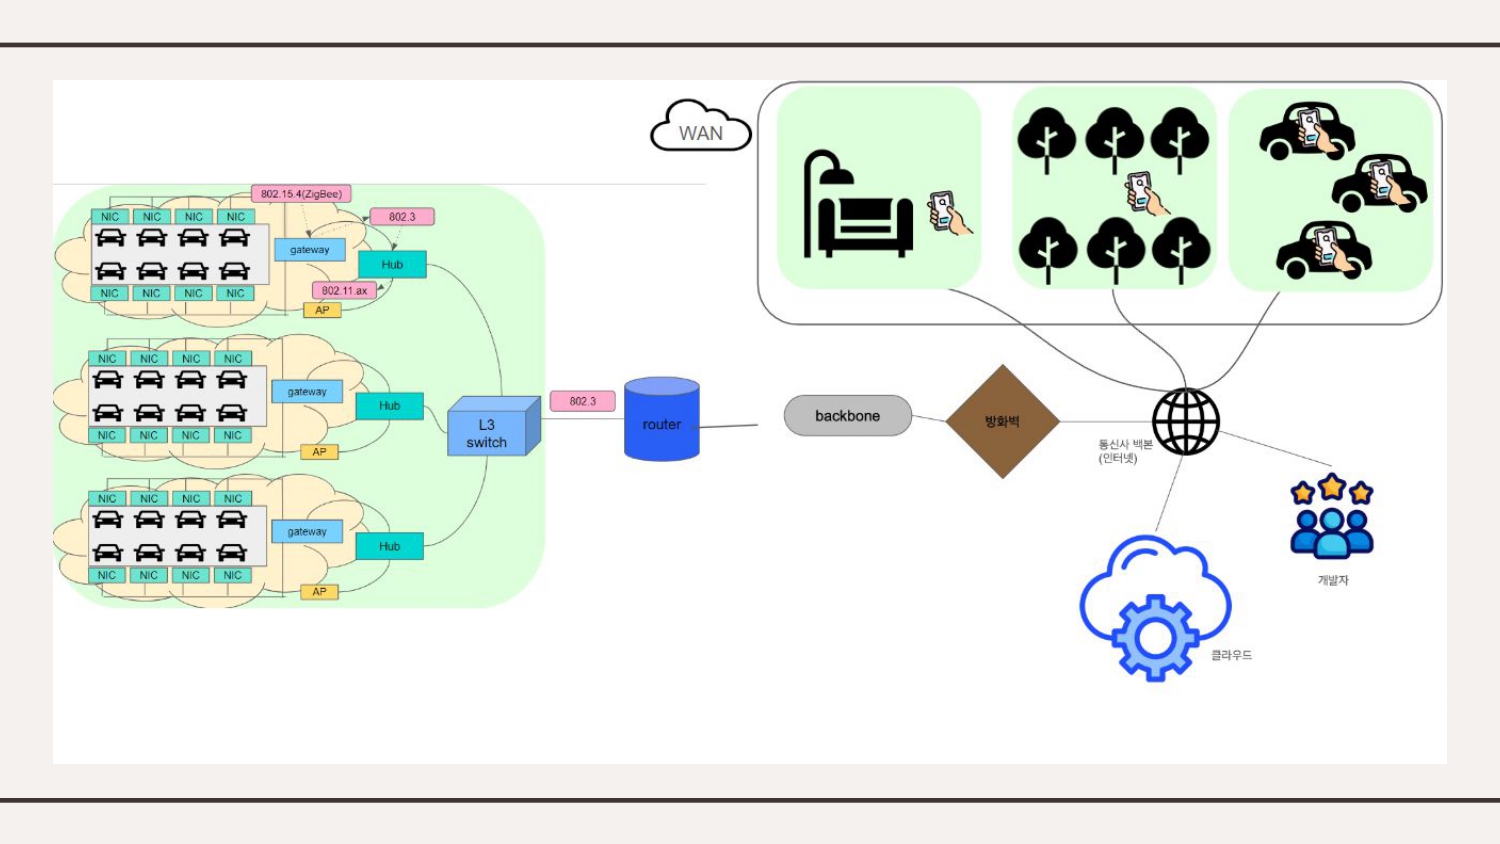 WAN
802.15.4(ZigBee)
NIC NIC NIC NIC
802.3
gateway
Hub
NIC NIC NIC NIC
802.11.ax
AP
NIC NIC NIC NIC
gateway
Hub
NIC NIC NIC NIC
AP
NIC NIC NIC NIC
gateway
Hub
NIC NIC NIC NIC
AP
L3
switch
802.3
router
backbone
방화벽
통신사 백본
(인터넷)
개발자
클라우드